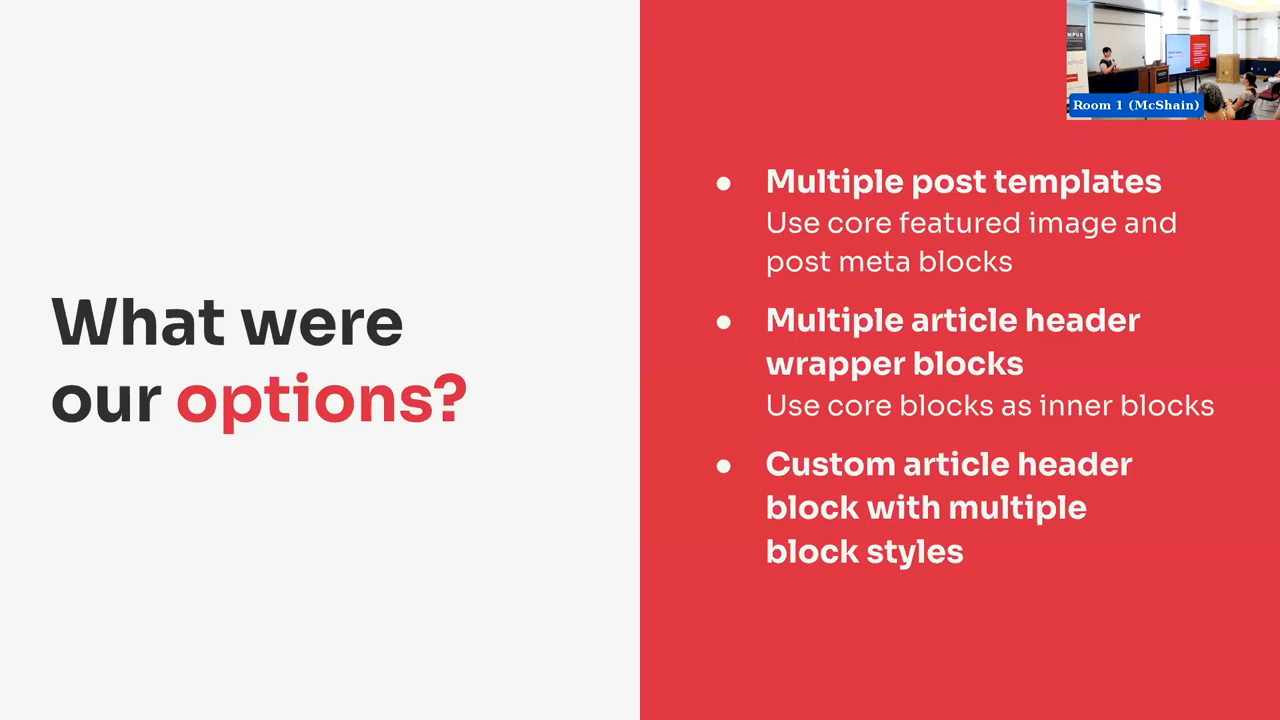 What were
our options?
Multiple post templates
Use core featured image and
post meta blocks
Multiple article header
wrapper blocks
Use core blocks as inner blocks
Custom article header
block with multiple
block styles
Room 1 (McShain)